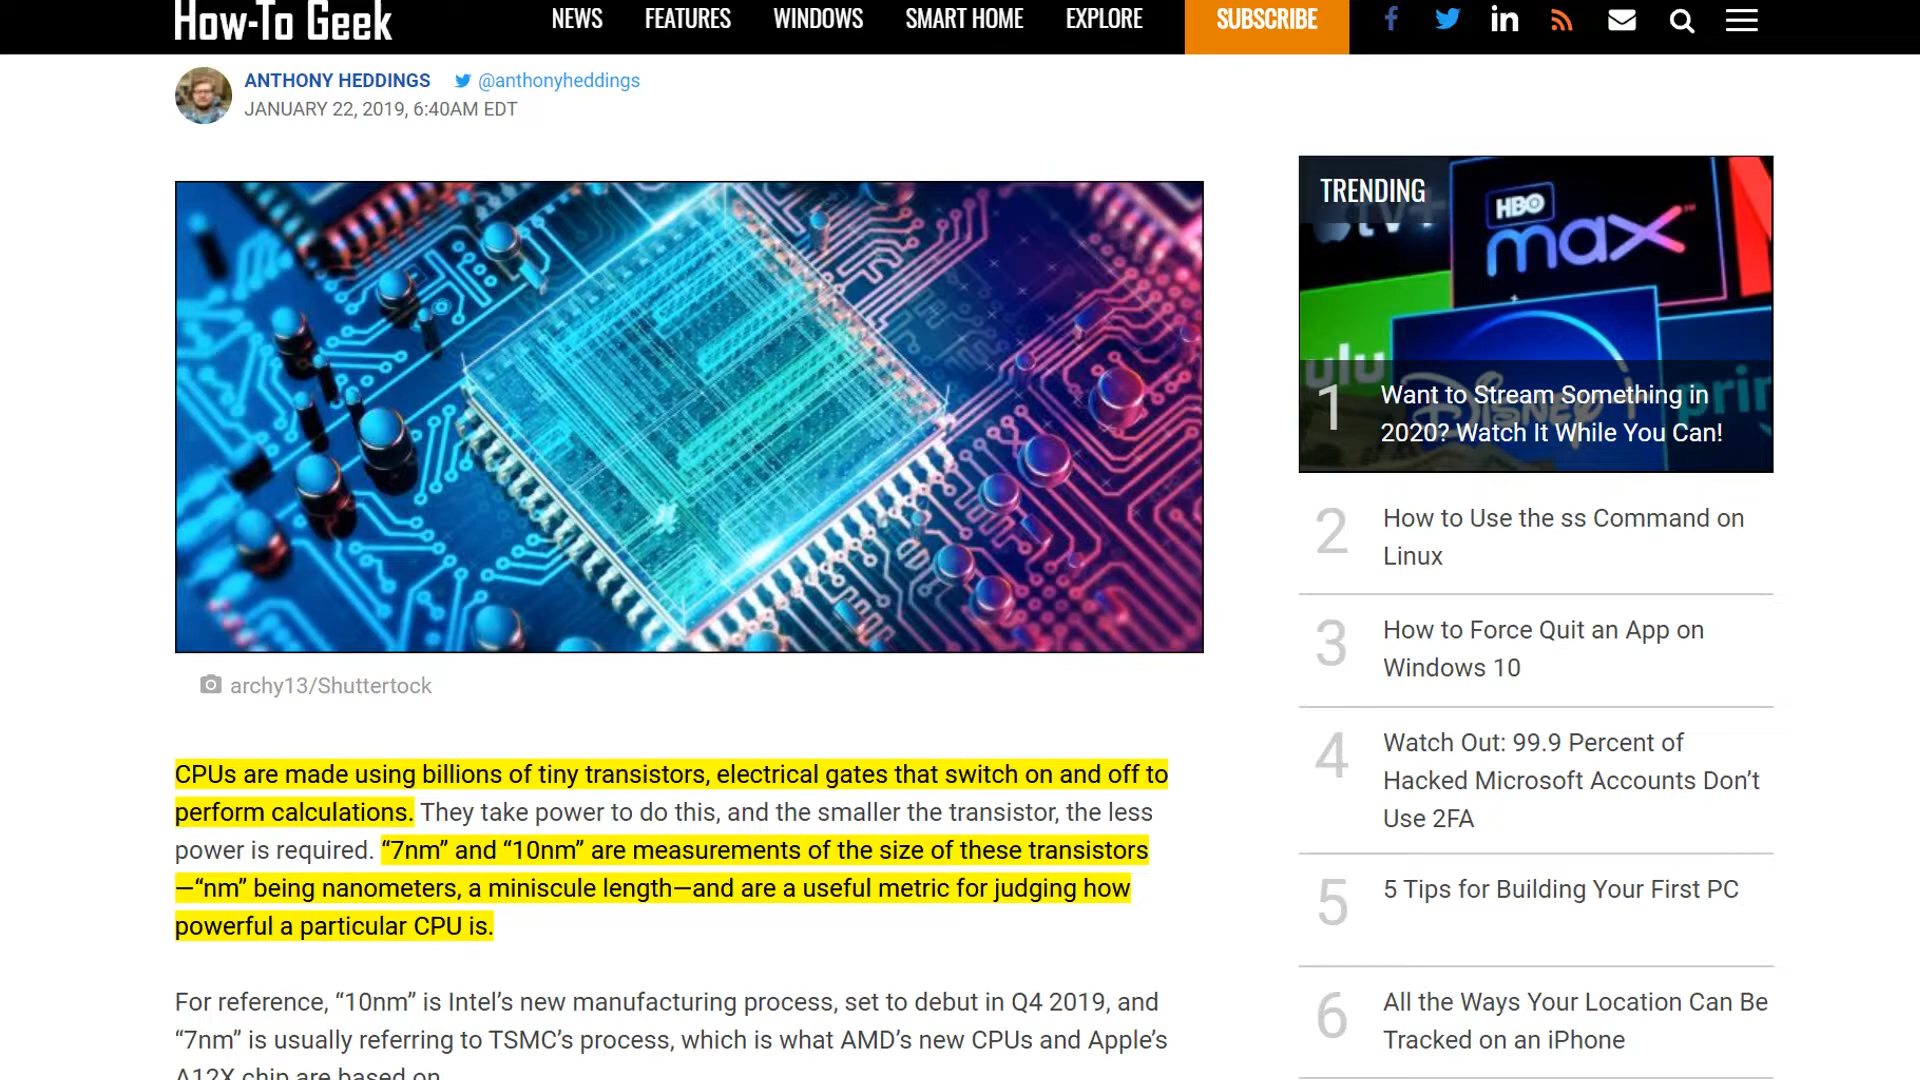 How-To Geek
NEWS FEATURES WINDOWS SMART HOME EXPLORE SUBSCRIBE
ANTHONY HEDDINGS @anthonyheddings
JANUARY 22, 2019, 6:40AM EDT
archy13/Shuttertock
CPUs are made using billions of tiny transistors, electrical gates that switch on and off to
perform calculations. They take power to do this, and the smaller the transistor, the less
power is required. “7nm” and “10nm” are measurements of the size of these transistors
—“nm” being nanometers, a miniscule length—and are a useful metric for judging how
powerful a particular CPU is.
For reference, “10nm” is Intel’s new manufacturing process, set to debut in Q4 2019, and
“7nm” is usually referring to TSMC’s process, which is what AMD’s new CPUs and Apple’s
A12X chip are based on.
TRENDING
HBO
max
ulu
DISNEY
prim
1 Want to Stream Something in
2020? Watch It While You Can!
2 How to Use the ss Command on
Linux
3 How to Force Quit an App on
Windows 10
4 Watch Out: 99.9 Percent of
Hacked Microsoft Accounts Don’t
Use 2FA
5 5 Tips for Building Your First PC
6 All the Ways Your Location Can Be
Tracked on an iPhone